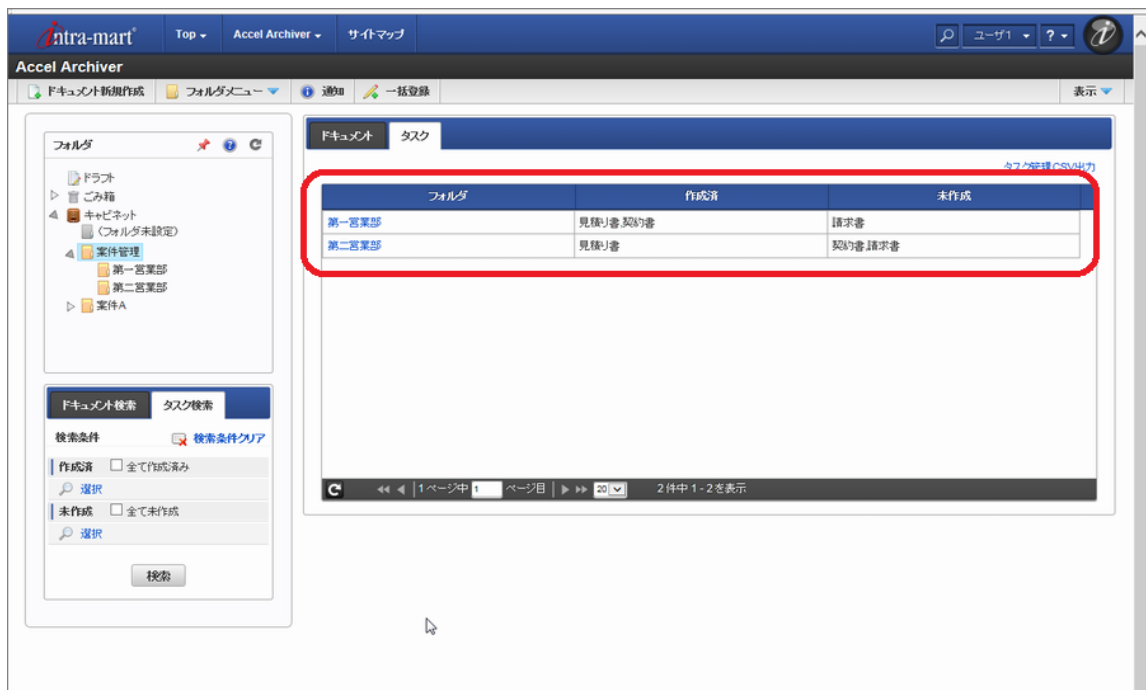 intra-mart Top Accel Archiver サイトマップ ユーザ1 ?
Accel Archiver
ドキュメント新規作成 フォルダメニュー 通知 一括登録 表示
フォルダ
ドラフト
ごみ箱
キャビネット
(フォルダ未設定)
案件管理
第一営業部
第二営業部
案件A
ドキュメント検索 タスク検索
検索条件 検索条件クリア
作成済 全て作成済み
選択
未作成 全て未作成
選択
検索
ドキュメント タスク
タスク管理CSV出力
フォルダ 作成済 未作成
第一営業部 見積り書,契約書 請求書
第二営業部 見積り書 契約書,請求書
1ページ中 1 ページ目 20 2件中 1 - 2 を表示